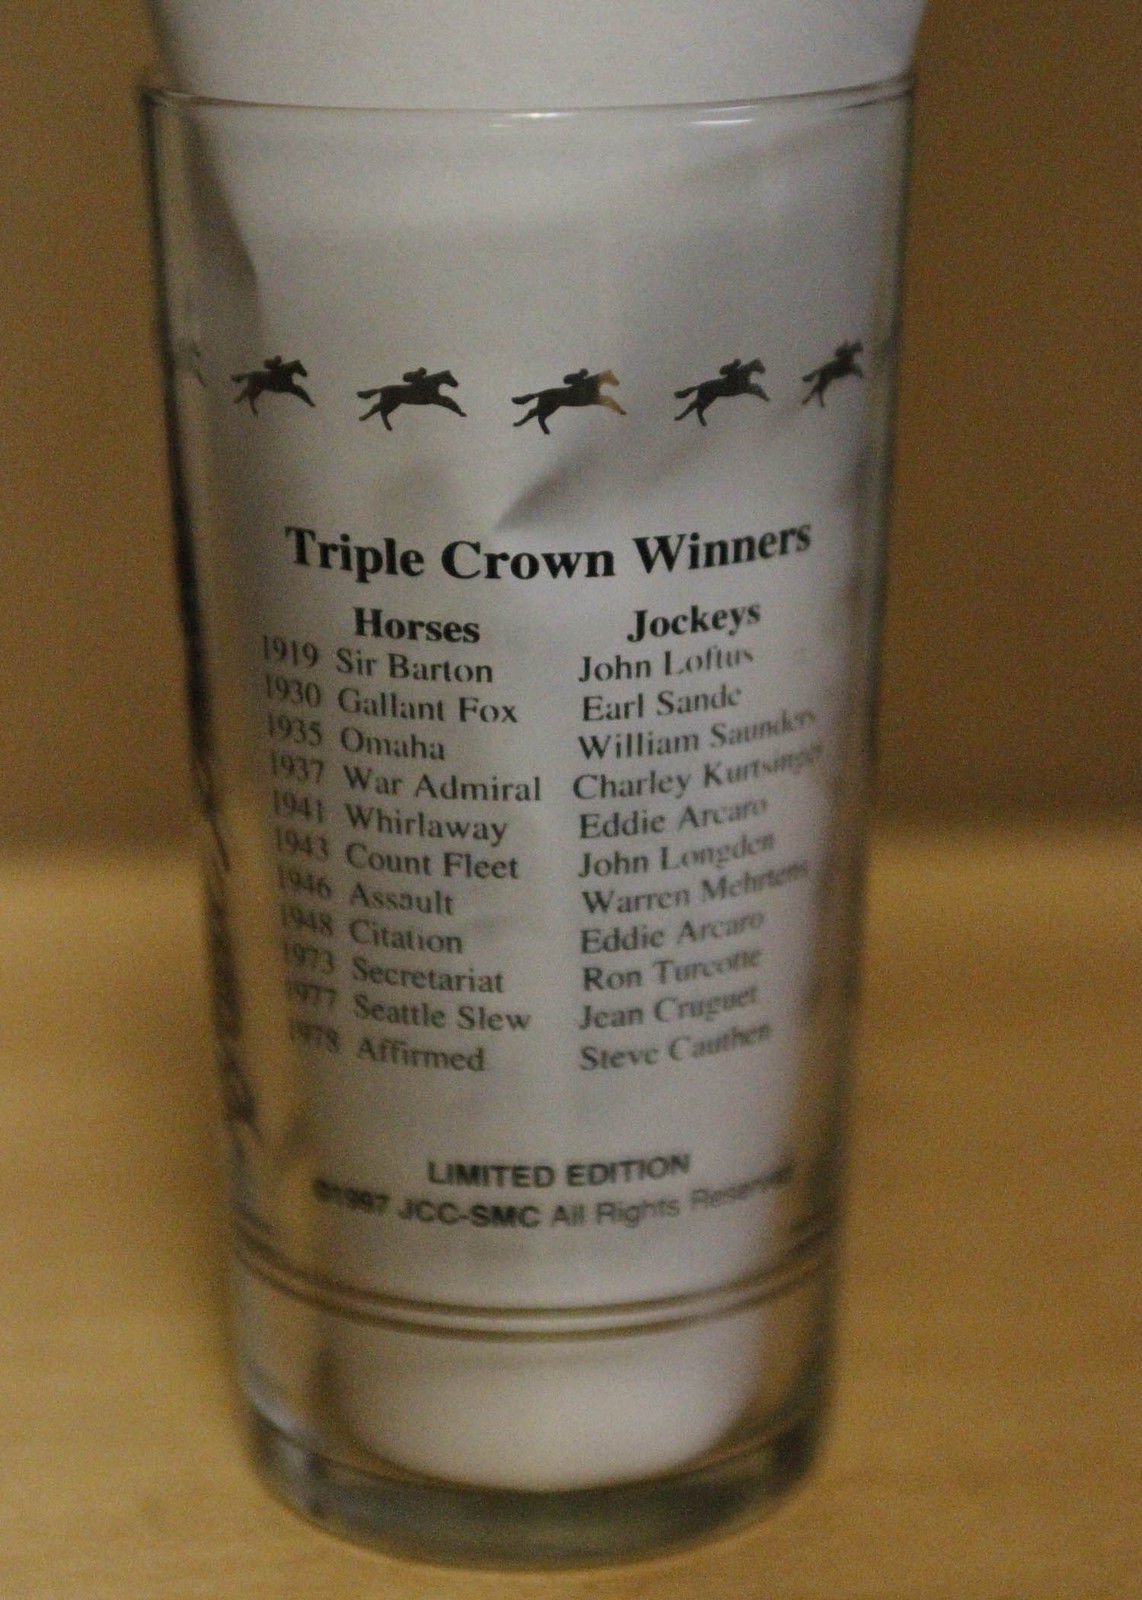 Triple Crown Winners
Horses Jockeys
1919 Sir Barton John Loftus
1930 Gallant Fox Earl Sande
1935 Omaha William Saunders
1937 War Admiral Charley Kurtsinger
1941 Whirlaway Eddie Arcaro
1943 Count Fleet John Longden
1946 Assault Warren Mehrtens
1948 Citation Eddie Arcaro
1973 Secretariat Ron Turcotte
1977 Seattle Slew Jean Cruguet
1978 Affirmed Steve Cauthen
LIMITED EDITION
©1997 JCC-SMC All Rights Reserved